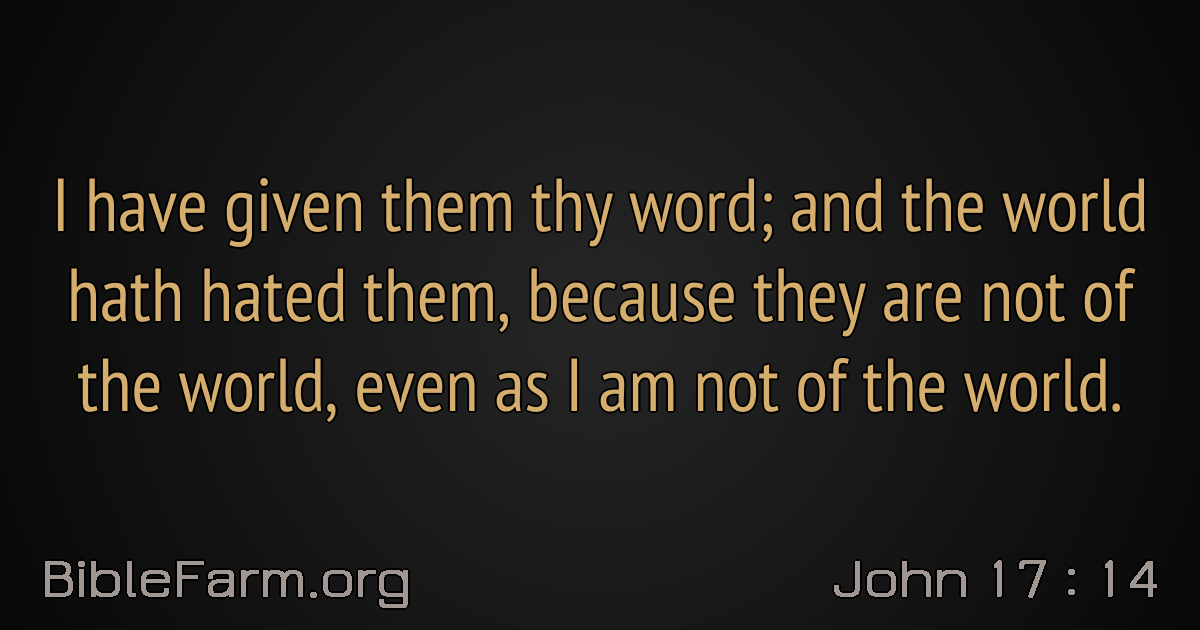 I have given them thy word; and the world
hath hated them, because they are not of
the world, even as I am not of the world.
BibleFarm.org
John 17 : 14